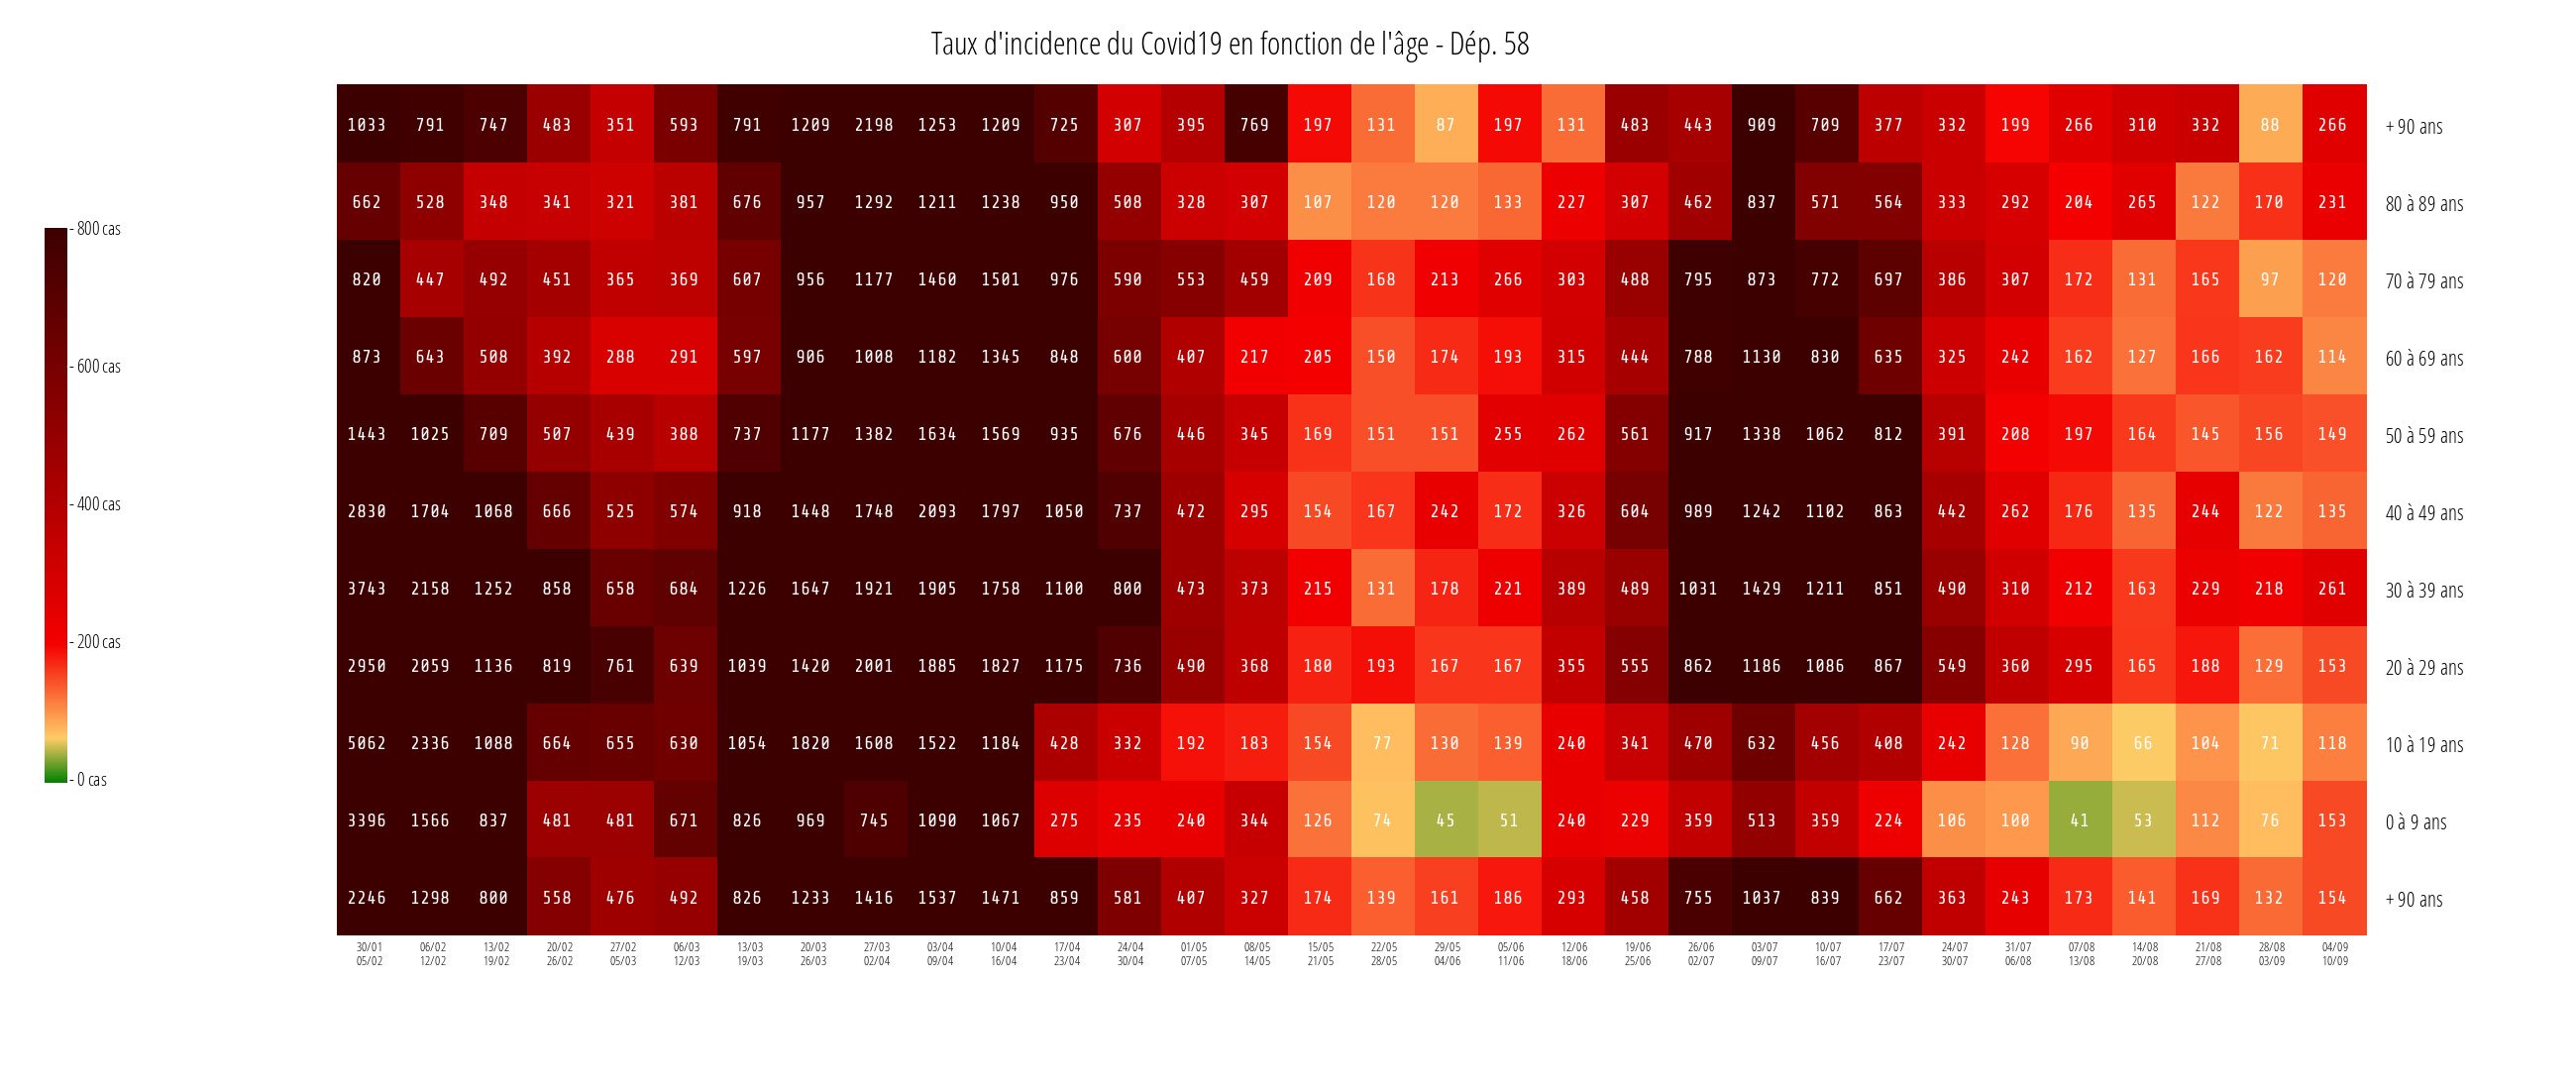 Taux d'incidence du Covid19 en fonction de l'âge - Dép. 58
- 800 cas
- 600 cas
- 400 cas
- 200 cas
- 0 cas
1033 791 747 483 351 593 791 1209 2198 1253 1209 725 307 395 769 197 131 87 197 131 483 443 909 709 377 332 199 266 310 332 88 266 + 90 ans
662 528 348 341 321 381 676 957 1292 1211 1238 950 508 328 307 107 120 120 133 227 307 462 837 571 564 333 292 204 265 122 170 231 80 à 89 ans
820 447 492 451 365 369 607 956 1177 1460 1501 976 590 553 459 209 168 213 266 303 488 795 873 772 697 386 307 172 131 165 97 120 70 à 79 ans
873 643 508 392 288 291 597 906 1008 1182 1345 848 600 407 217 205 150 174 193 315 444 788 1130 830 635 325 242 162 127 166 162 114 60 à 69 ans
1443 1025 709 507 439 388 737 1177 1382 1634 1569 935 676 446 345 169 151 151 255 262 561 917 1338 1062 812 391 208 197 164 145 156 149 50 à 59 ans
2830 1704 1068 666 525 574 918 1448 1748 2093 1797 1050 737 472 295 154 167 242 172 326 604 989 1242 1102 863 442 262 176 135 244 122 135 40 à 49 ans
3743 2158 1252 858 658 684 1226 1647 1921 1905 1758 1100 800 473 373 215 131 178 221 389 489 1031 1429 1211 851 490 310 212 163 229 218 261 30 à 39 ans
2950 2059 1136 819 761 639 1039 1420 2001 1885 1827 1175 736 490 368 180 193 167 167 355 555 862 1186 1086 867 549 360 295 165 188 129 153 20 à 29 ans
5062 2336 1088 664 655 630 1054 1820 1608 1522 1184 428 332 192 183 154 77 130 139 240 341 470 632 456 408 242 128 90 66 104 71 118 10 à 19 ans
3396 1566 837 481 481 671 826 969 745 1090 1067 275 235 240 344 126 74 45 51 240 229 359 513 359 224 106 100 41 53 112 76 153 0 à 9 ans
2246 1298 800 558 476 492 826 1233 1416 1537 1471 859 581 407 327 174 139 161 186 293 458 755 1037 839 662 363 243 173 141 169 132 154 + 90 ans
30/01 06/02 13/02 20/02 27/02 06/03 13/03 20/03 27/03 03/04 10/04 17/04 24/04 01/05 08/05 15/05 22/05 29/05 05/06 12/06 19/06 26/06 03/07 10/07 17/07 24/07 31/07 07/08 14/08 21/08 28/08 04/09
05/02 12/02 19/02 26/02 05/03 12/03 19/03 26/03 02/04 09/04 16/04 23/04 30/04 07/05 14/05 21/05 28/05 04/06 11/06 18/06 25/06 02/07 09/07 16/07 23/07 30/07 06/08 13/08 20/08 27/08 03/09 10/09